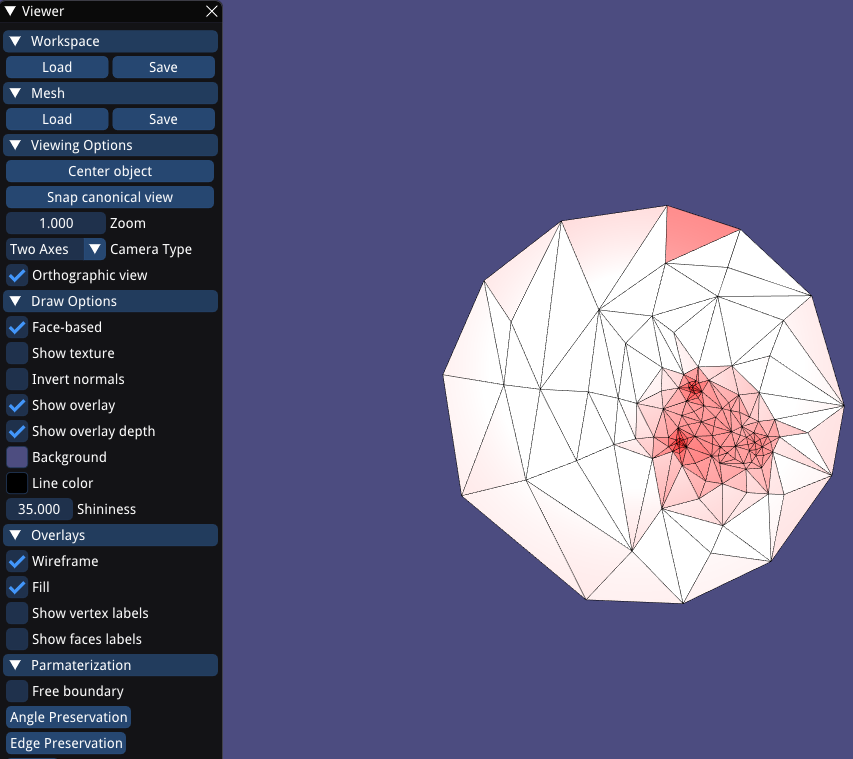 Viewer
Workspace
Load Save
Mesh
Load Save
Viewing Options
Center object
Snap canonical view
1.000 Zoom
Two Axes Camera Type
Orthographic view
Draw Options
Face-based
Show texture
Invert normals
Show overlay
Show overlay depth
Background
Line color
35.000 Shininess
Overlays
Wireframe
Fill
Show vertex labels
Show faces labels
Parmaterization
Free boundary
Angle Preservation
Edge Preservation